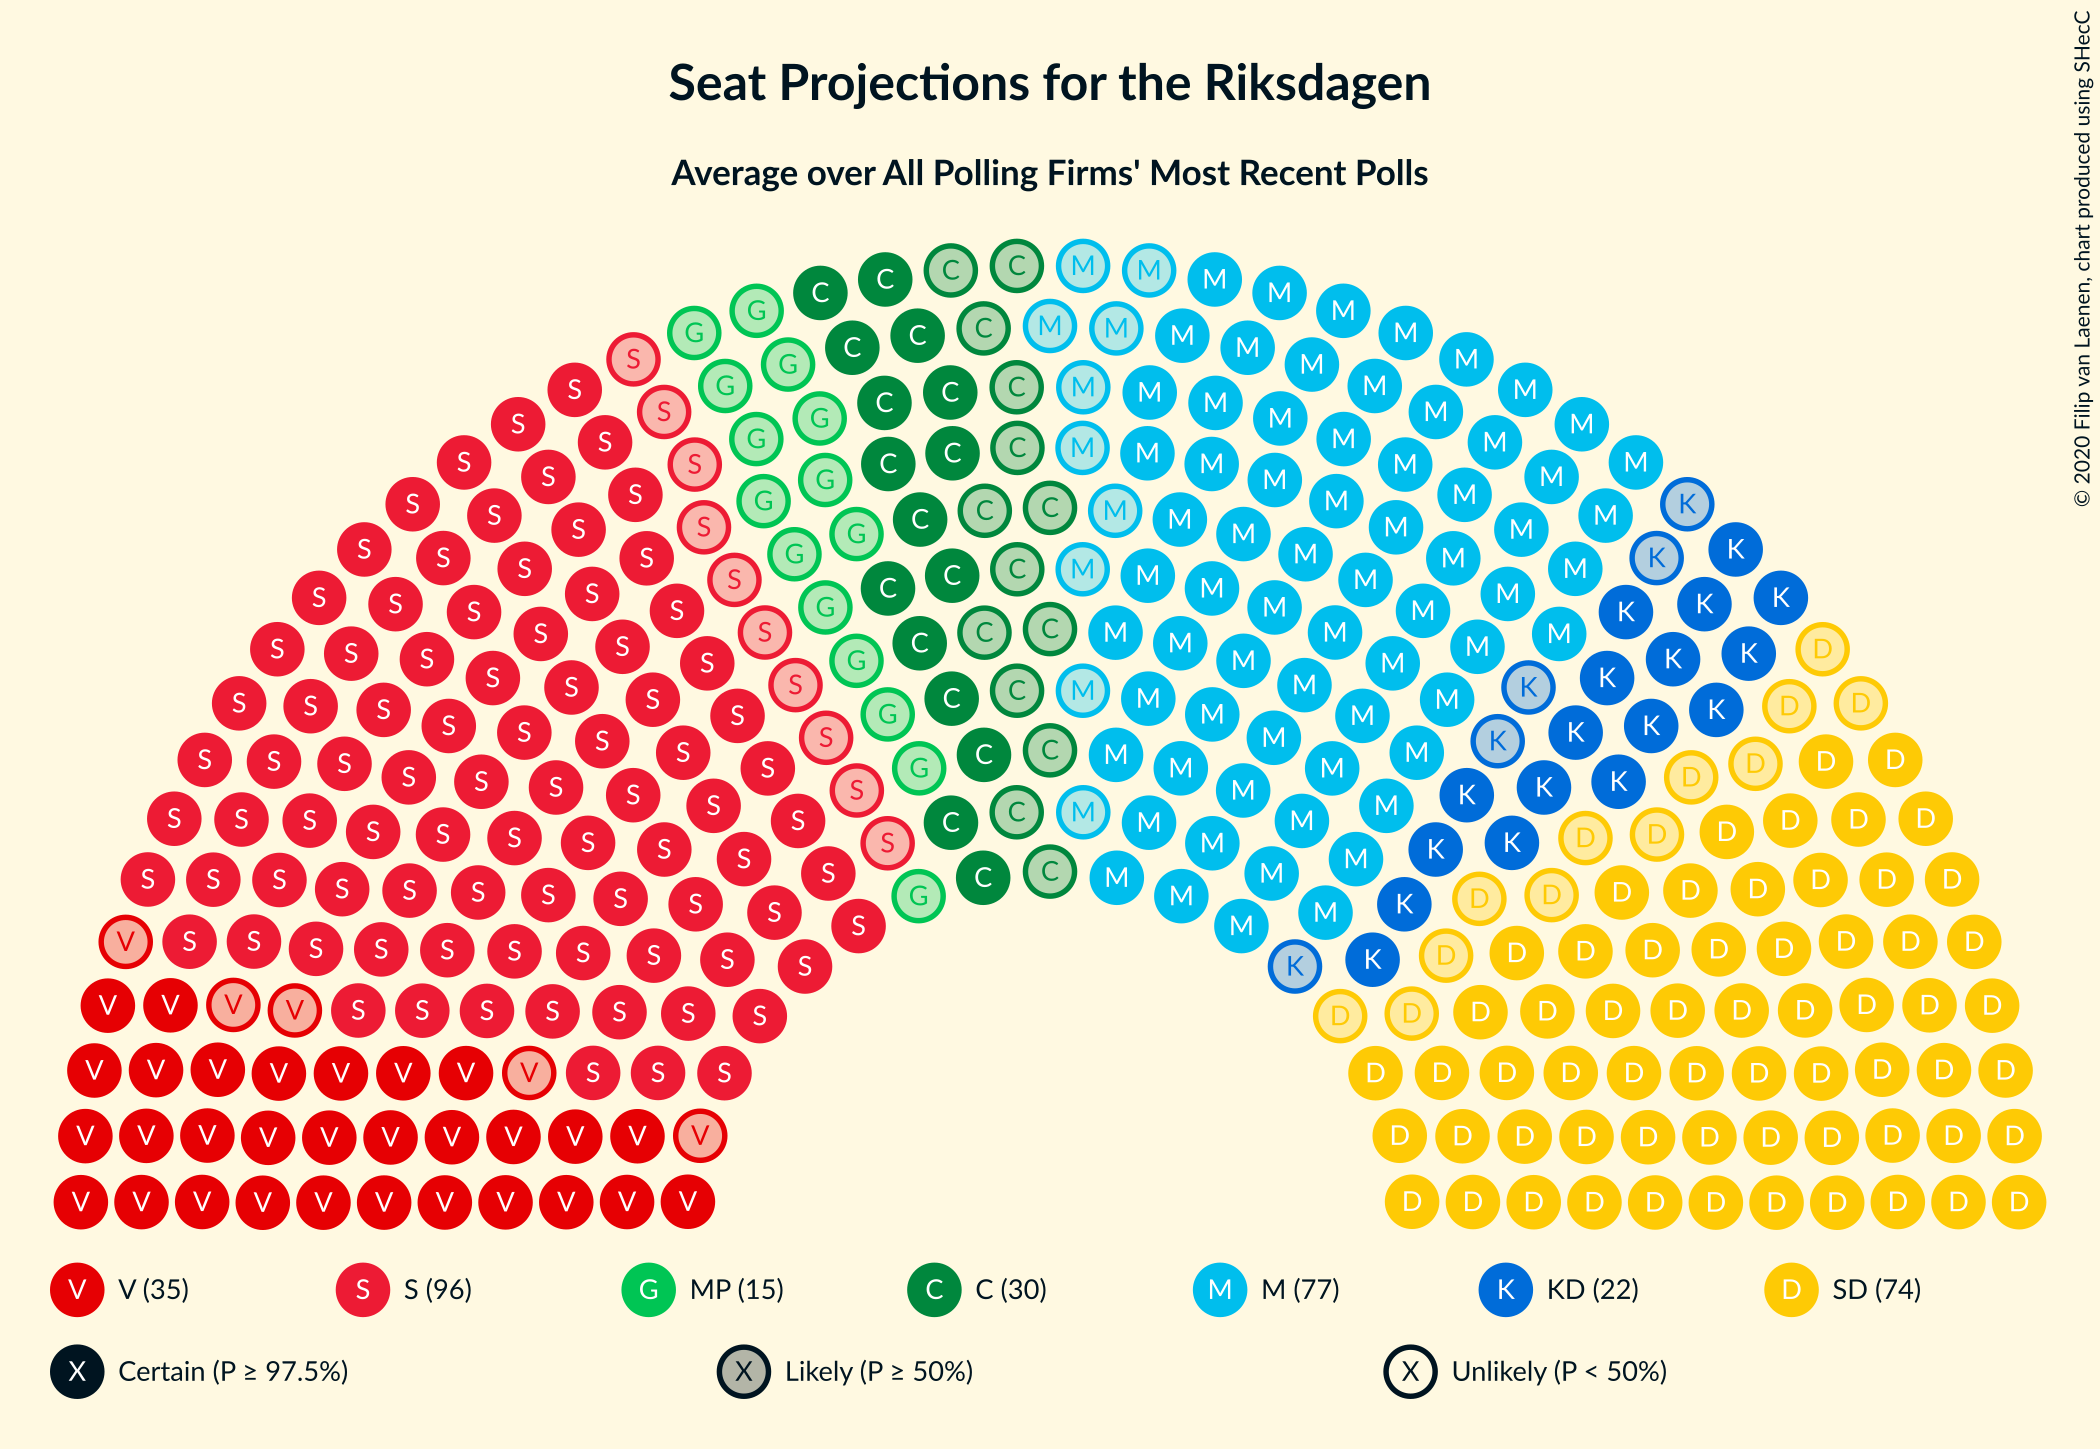 Seat Projections for the Riksdagen
Average over All Polling Firms' Most Recent Polls
© 2020 Filip van Laenen, chart produced using SHecC
V V (35) S S (96) G MP (15) C C (30) M M (77) K KD (22) D SD (74)
X Certain (P ≥ 97.5%) X Likely (P ≥ 50%) X Unlikely (P < 50%)